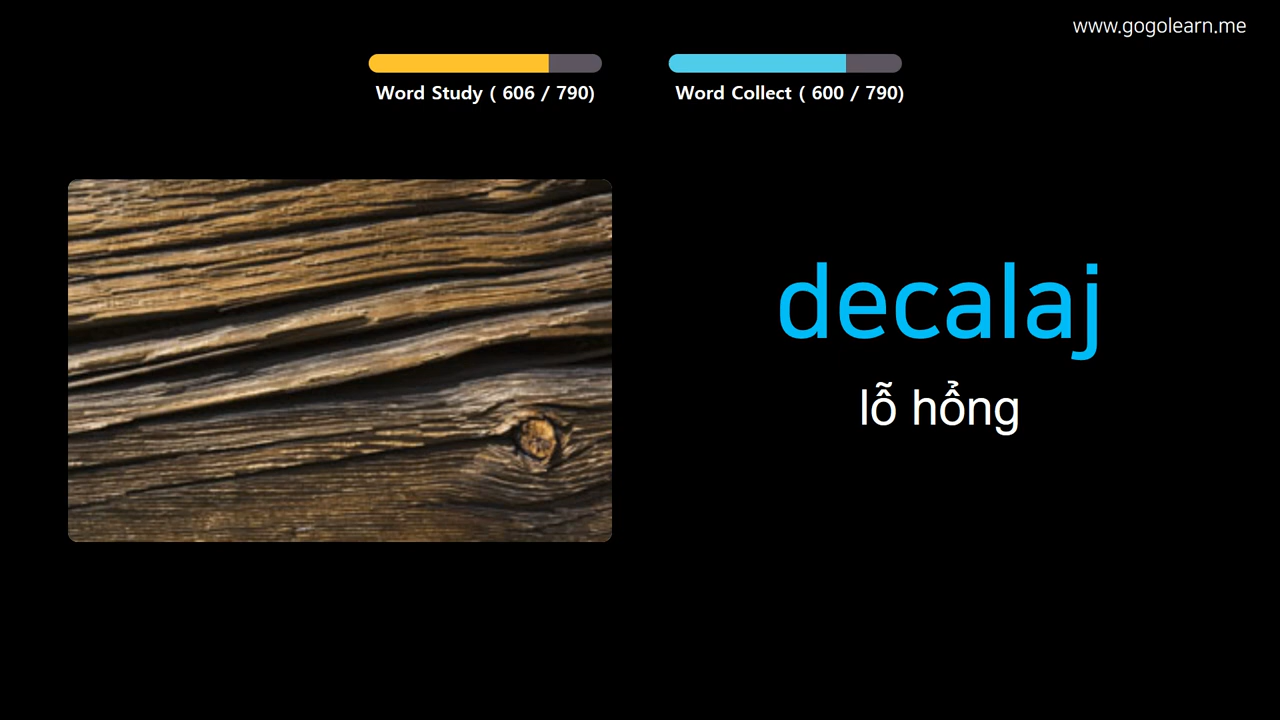 www.gogolearn.me
Word Study ( 606 / 790)
Word Collect ( 600 / 790)
decalaj
lỗ hổng